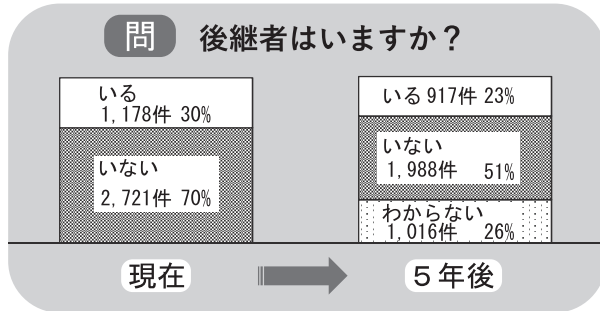 問 後継者はいますか？
いる
1,178件 30%
いない
2,721件 70%
現在
いる 917件 23%
いない
1,988件 51%
わからない
1,016件 26%
5年後